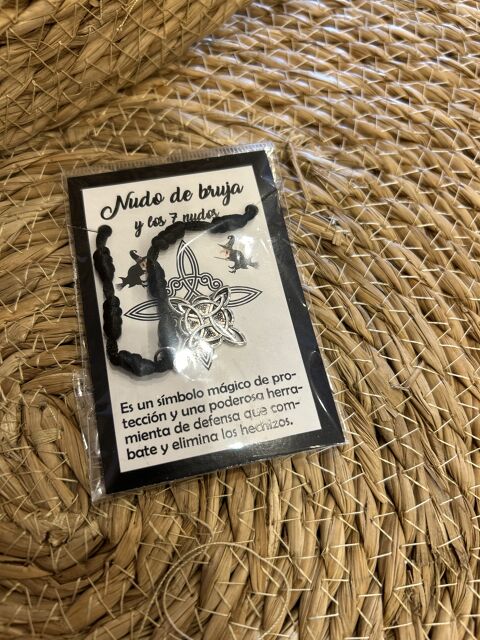 Nudo de bruja
y los 7 nudos
Es un símbolo mágico de pro-
tección y una poderosa herra-
mienta de defensa que com-
bate y elimina los hechizos.